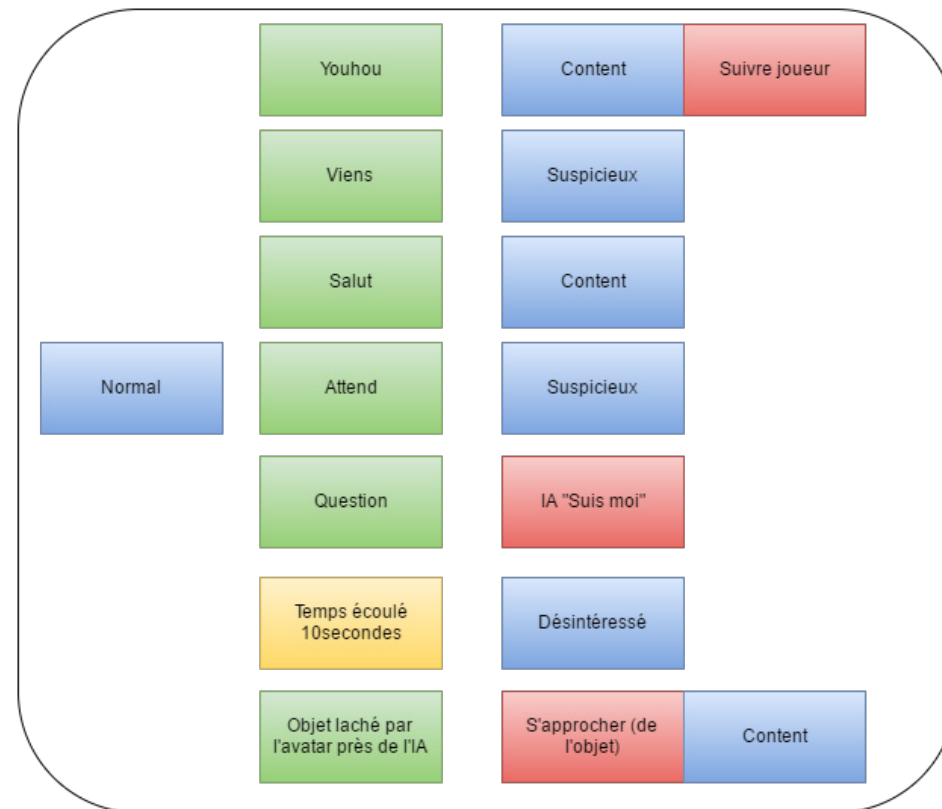 Youhou
Content
Suivre joueur
Viens
Suspicieux
Salut
Content
Normal
Attend
Suspicieux
Question
IA "Suis moi"
Temps écoulé
10secondes
Désintéressé
Objet laché par
l'avatar près de l'IA
S'approcher (de
l'objet)
Content